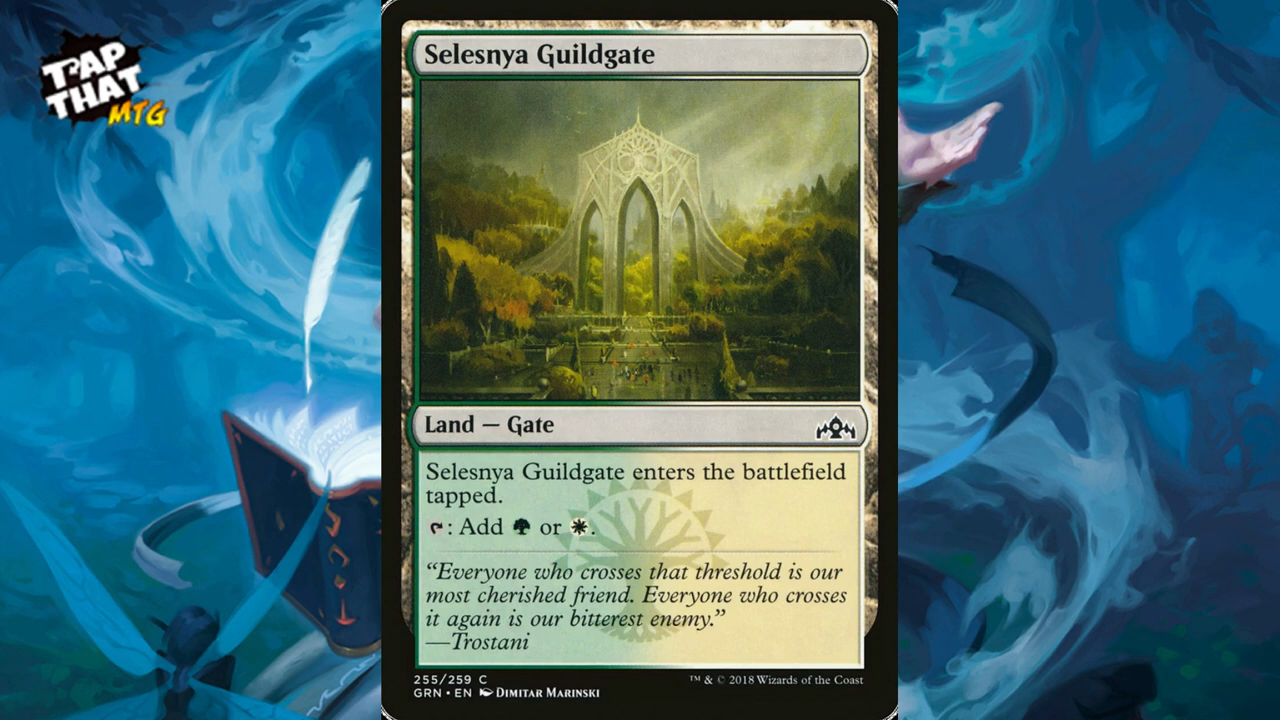 TAP
THAT
MTG
Selesnya Guildgate
Land — Gate
Selesnya Guildgate enters the battlefield
tapped.
: Add or .
“Everyone who crosses that threshold is our
most cherished friend. Everyone who crosses
it again is our bitterest enemy.”
—Trostani
255/259 C
GRN • EN Dimitar Marinski
™ & © 2018 Wizards of the Coast